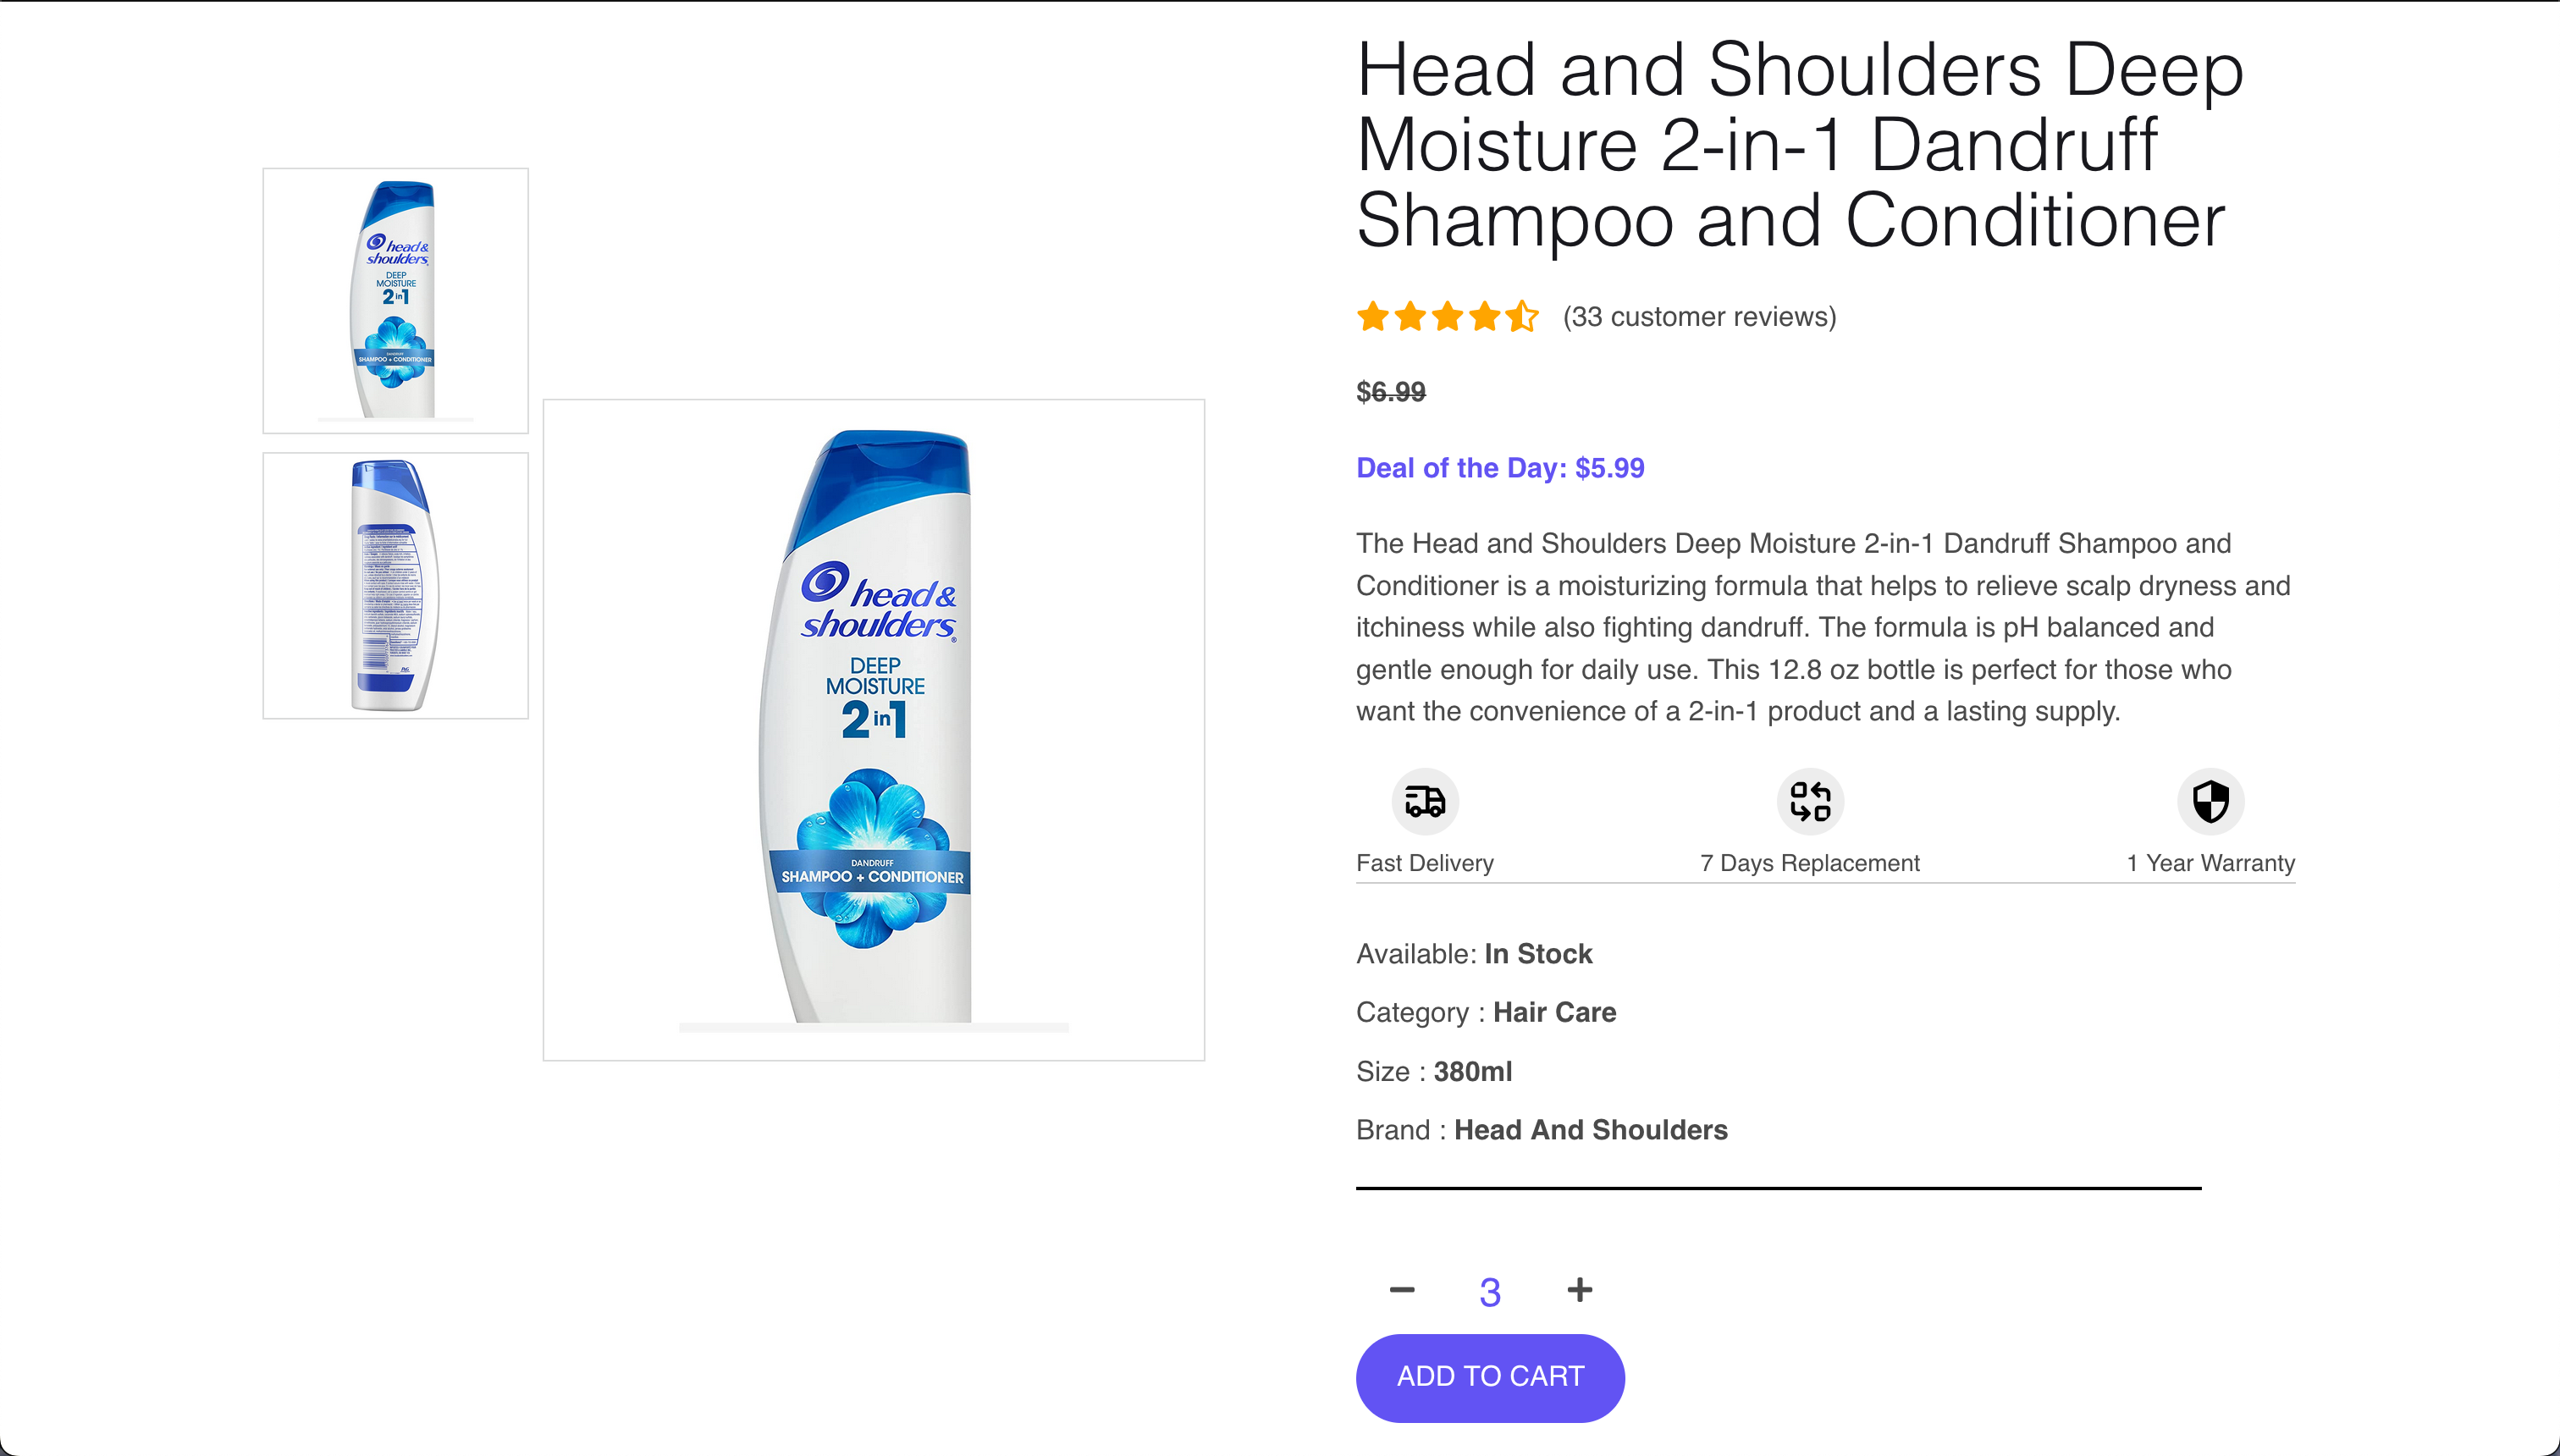 head&
shoulders
DEEP
MOISTURE
2in1
DANDRUFF
SHAMPOO + CONDITIONER
head&
shoulders®
DEEP
MOISTURE
2in1
DANDRUFF
SHAMPOO + CONDITIONER
Head and Shoulders Deep
Moisture 2-in-1 Dandruff
Shampoo and Conditioner
(33 customer reviews)
$6.99
Deal of the Day: $5.99
The Head and Shoulders Deep Moisture 2-in-1 Dandruff Shampoo and
Conditioner is a moisturizing formula that helps to relieve scalp dryness and
itchiness while also fighting dandruff. The formula is pH balanced and
gentle enough for daily use. This 12.8 oz bottle is perfect for those who
want the convenience of a 2-in-1 product and a lasting supply.
Fast Delivery
7 Days Replacement
1 Year Warranty
Available: In Stock
Category : Hair Care
Size : 380ml
Brand : Head And Shoulders
3
ADD TO CART